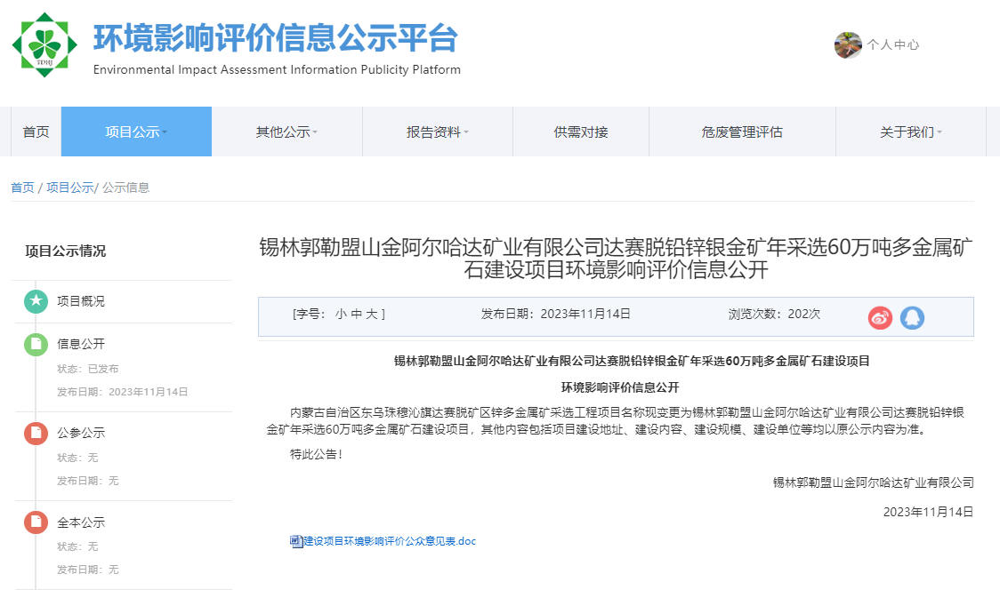 环境影响评价信息公示平台
TDHJ
Environmental Impact Assessment Information Publicity Platform
个人中心
首页 项目公示 其他公示 报告资料 供需对接 危废管理评估 关于我们
首页 / 项目公示/ 公示信息
项目公示情况
项目概况
信息公开
状态：已发布
发布日期：2023年11月14日
公参公示
状态：无
发布日期：无
全本公示
状态：无
发布日期：无
锡林郭勒盟山金阿尔哈达矿业有限公司达赛脱铅锌银金矿年采选60万吨多金属矿
石建设项目环境影响评价信息公开
[字号： 小 中 大 ] 发布日期：2023年11月14日 浏览次数：202次
锡林郭勒盟山金阿尔哈达矿业有限公司达赛脱铅锌银金矿年采选60万吨多金属矿石建设项目
环境影响评价信息公开
内蒙古自治区东乌珠穆沁旗达赛脱矿区锌多金属矿采选工程项目名称现变更为锡林郭勒盟山金阿尔哈达矿业有限公司达赛脱铅锌银
金矿年采选60万吨多金属矿石建设项目，其他内容包括项目建设地址、建设内容、建设规模、建设单位等均以原公示内容为准。
特此公告！
锡林郭勒盟山金阿尔哈达矿业有限公司
2023年11月14日
建设项目环境影响评价公众意见表.doc